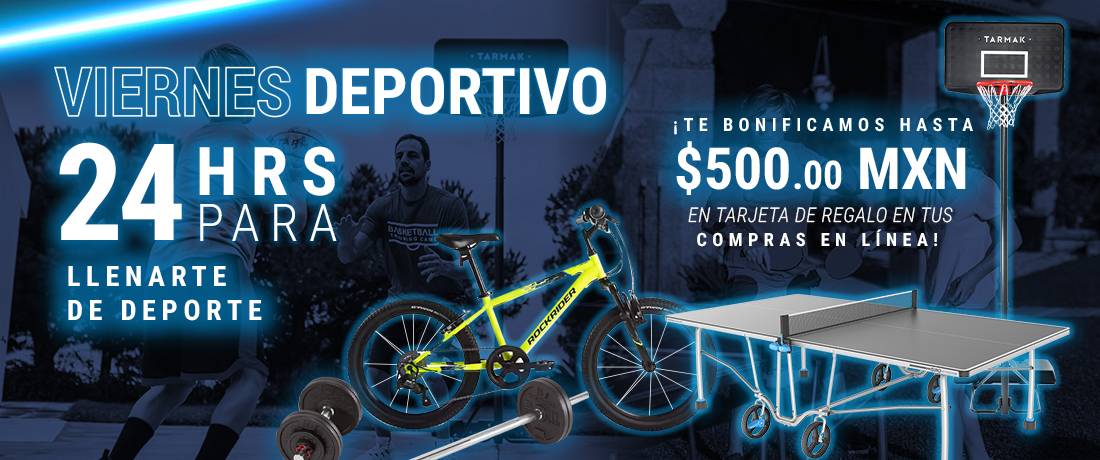 VIERNES DEPORTIVO
24 HRS
PARA
LLENARTE
DE DEPORTE
¡TE BONIFICAMOS HASTA
$500.00 MXN
EN TARJETA DE REGALO EN TUS
COMPRAS EN LÍNEA!
· TARMAK ·
TARMAK ·
BASKETBALL
ROCKRIDER